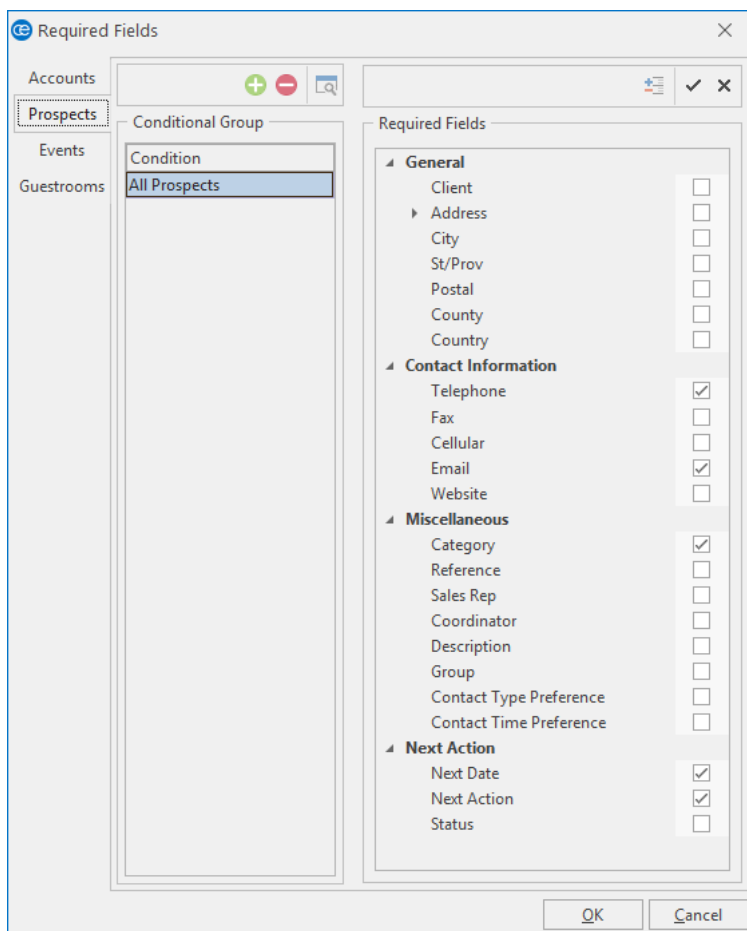 Required Fields
Accounts
Prospects
Events
Guestrooms
Conditional Group
Condition
All Prospects
Required Fields
General
Client
Address
City
St/Prov
Postal
County
Country
Contact Information
Telephone
Fax
Cellular
Email
Website
Miscellaneous
Category
Reference
Sales Rep
Coordinator
Description
Group
Contact Type Preference
Contact Time Preference
Next Action
Next Date
Next Action
Status
OK
Cancel